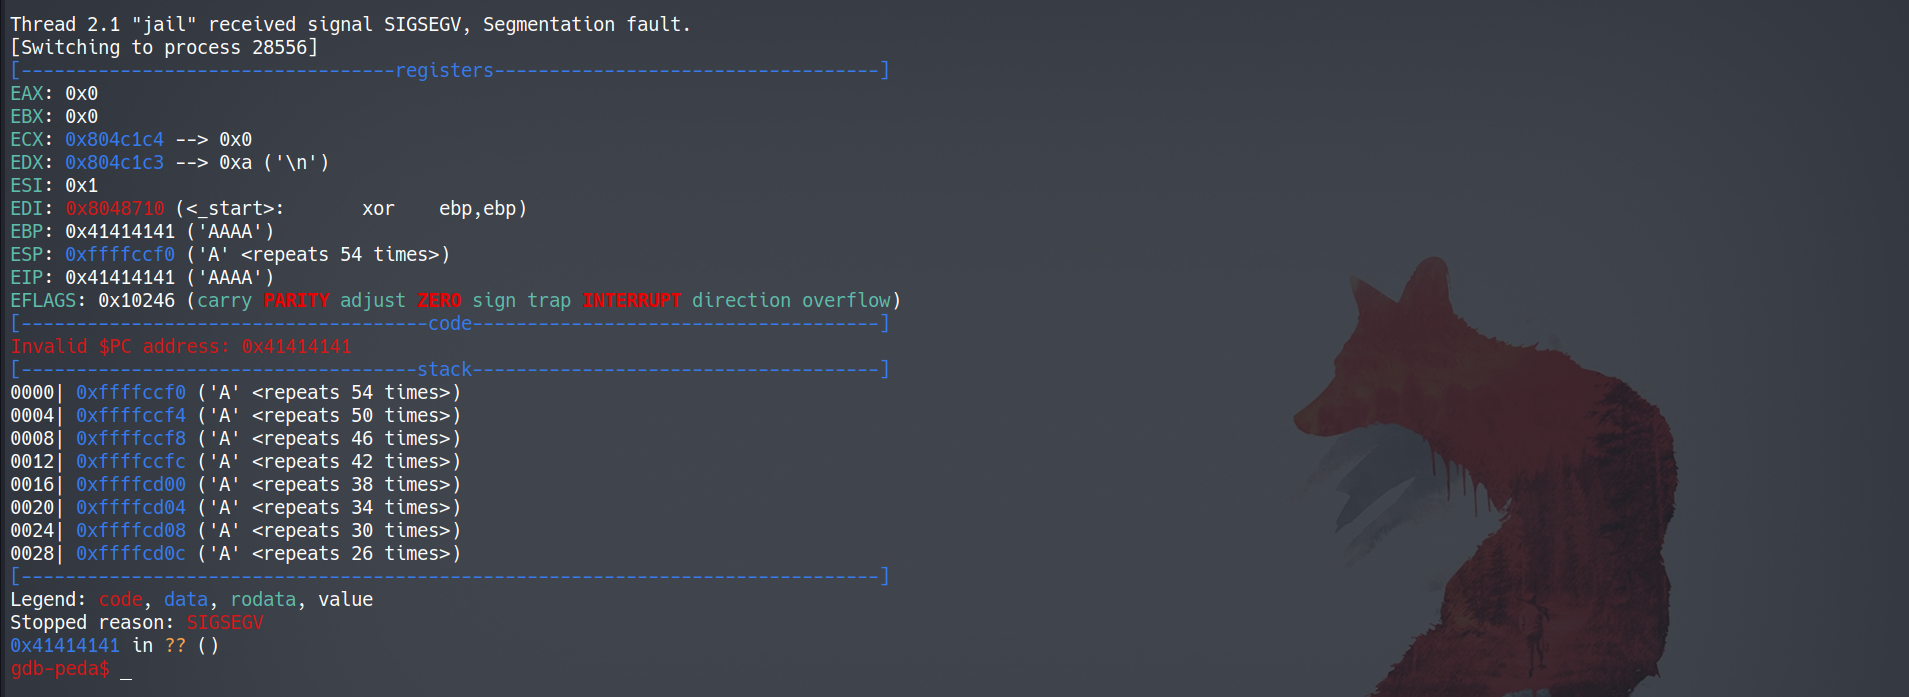 Thread 2.1 "jail" received signal SIGSEGV, Segmentation fault.
[Switching to process 28556]
[----------------------------------registers-----------------------------------]
EAX: 0x0
EBX: 0x0
ECX: 0x804c1c4 --> 0x0
EDX: 0x804c1c3 --> 0xa ('\n')
ESI: 0x1
EDI: 0x8048710 (<_start>:       xor    ebp,ebp)
EBP: 0x41414141 ('AAAA')
ESP: 0xffffccf0 ('A' <repeats 54 times>)
EIP: 0x41414141 ('AAAA')
EFLAGS: 0x10246 (carry PARITY adjust ZERO sign trap INTERRUPT direction overflow)
[-------------------------------------code-------------------------------------]
Invalid $PC address: 0x41414141
[------------------------------------stack-------------------------------------]
0000| 0xffffccf0 ('A' <repeats 54 times>)
0004| 0xffffccf4 ('A' <repeats 50 times>)
0008| 0xffffccf8 ('A' <repeats 46 times>)
0012| 0xffffccfc ('A' <repeats 42 times>)
0016| 0xffffcd00 ('A' <repeats 38 times>)
0020| 0xffffcd04 ('A' <repeats 34 times>)
0024| 0xffffcd08 ('A' <repeats 30 times>)
0028| 0xffffcd0c ('A' <repeats 26 times>)
[------------------------------------------------------------------------------]
Legend: code, data, rodata, value
Stopped reason: SIGSEGV
0x41414141 in ?? ()
gdb-peda$ _